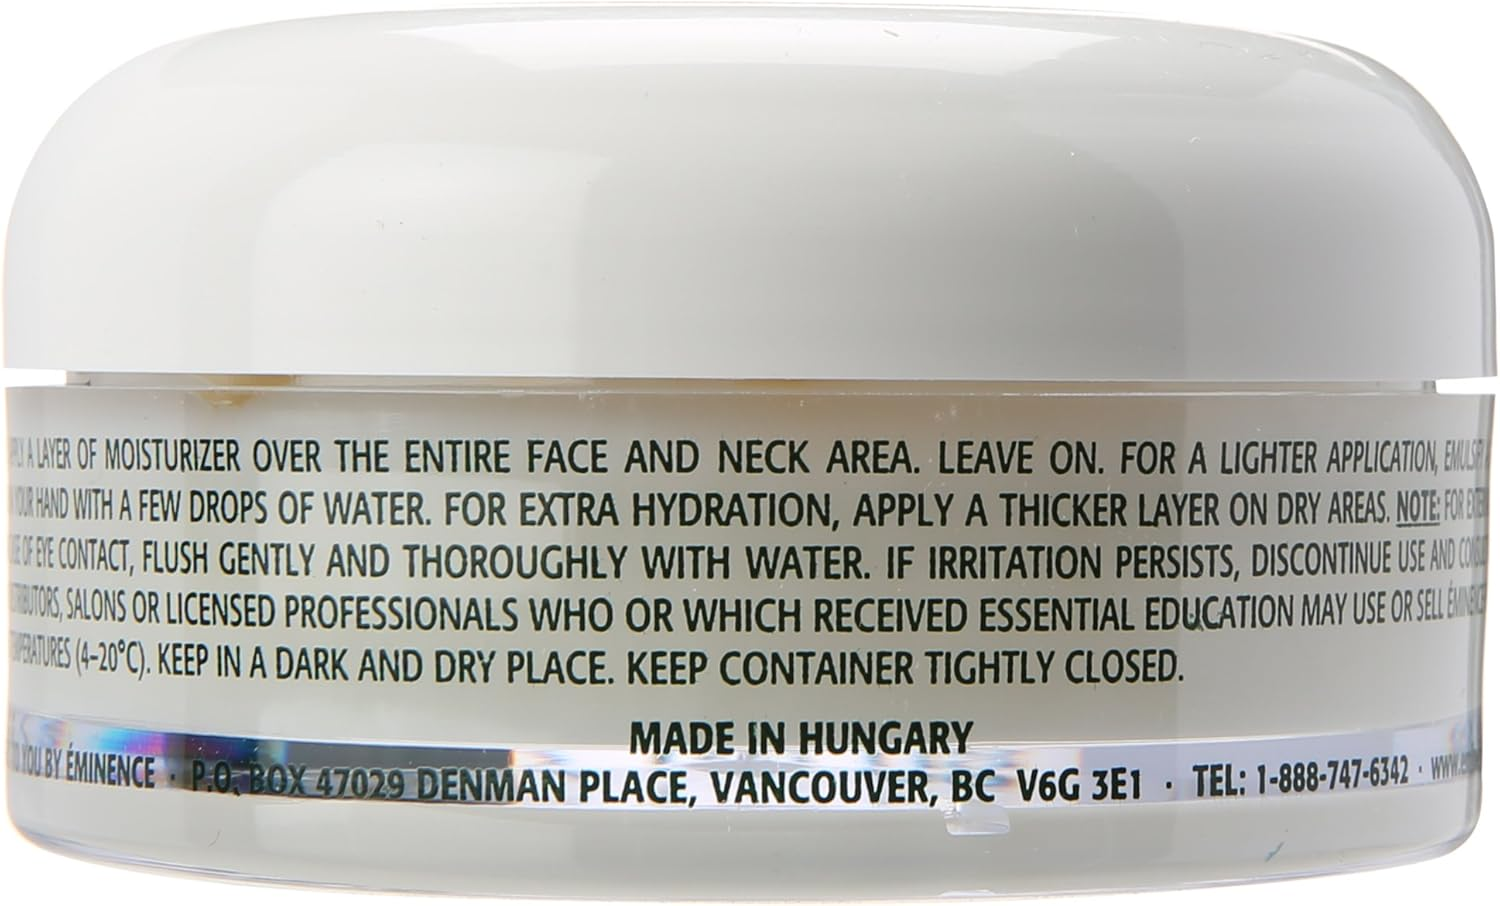 A LAYER OF MOISTURIZER OVER THE ENTIRE FACE AND NECK AREA. LEAVE ON. FOR A LIGHTER APPLICATION, EMULSIFY
YOUR HAND WITH A FEW DROPS OF WATER. FOR EXTRA HYDRATION, APPLY A THICKER LAYER ON DRY AREAS. NOTE: FOR
OF EYE CONTACT, FLUSH GENTLY AND THOROUGHLY WITH WATER. IF IRRITATION PERSISTS, DISCONTINUE USE AND
SALONS OR LICENSED PROFESSIONALS WHO OR WHICH RECEIVED ESSENTIAL EDUCATION MAY USE OR SELL ÉMINENCE
(4–20°C). KEEP IN A DARK AND DRY PLACE. KEEP CONTAINER TIGHTLY CLOSED.
MADE IN HUNGARY
TO YOU BY ÉMINENCE · P.O. BOX 47029 DENMAN PLACE, VANCOUVER, BC V6G 3E1 · TEL: 1-888-747-6342 ·